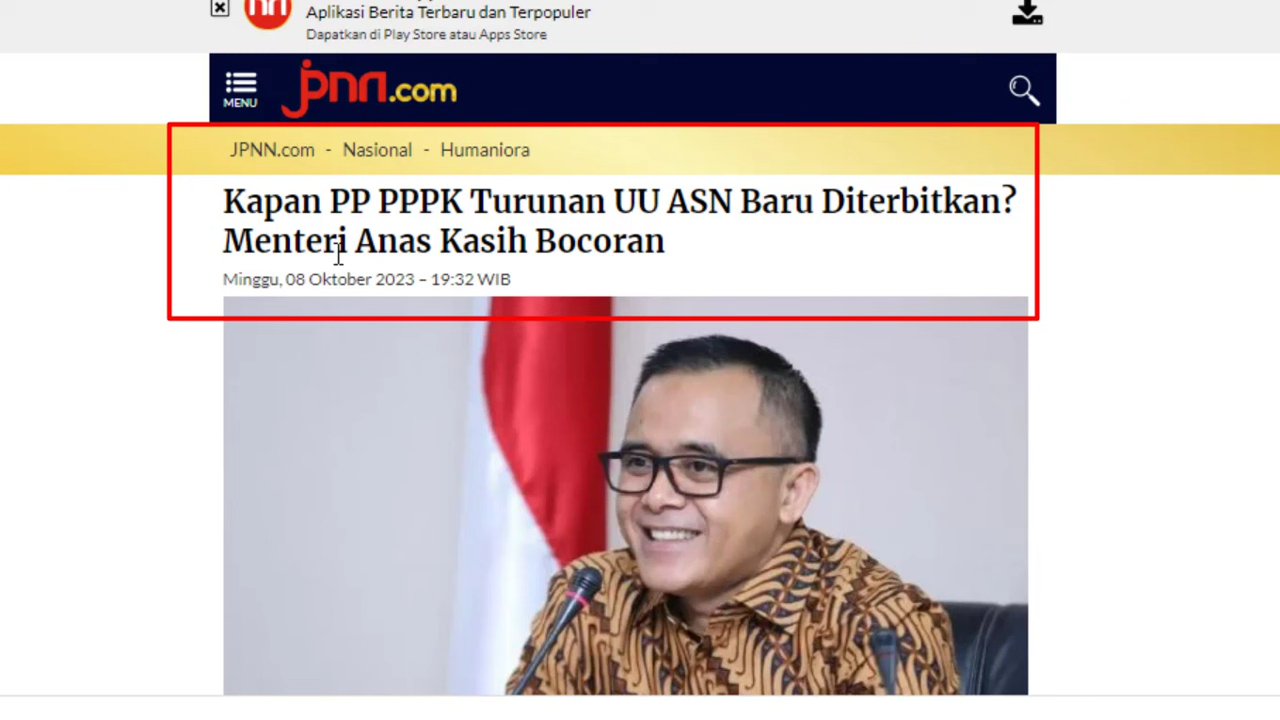 Aplikasi Berita Terbaru dan Terpopuler
Dapatkan di Play Store atau Apps Store
MENU
jpnn.com
JPNN.com - Nasional - Humaniora
Kapan PP PPPK Turunan UU ASN Baru Diterbitkan?
Menteri Anas Kasih Bocoran
Minggu, 08 Oktober 2023 – 19:32 WIB